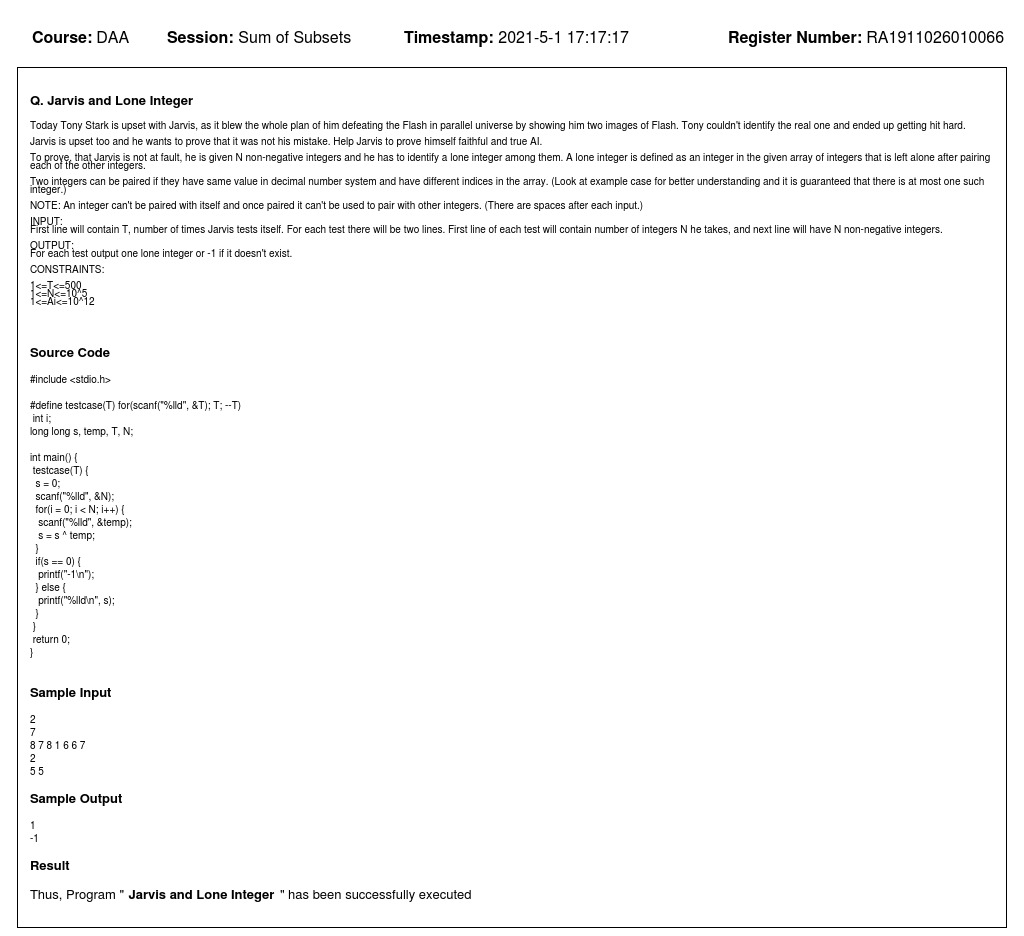 Course: DAA Session: Sum of Subsets Timestamp: 2021-5-1 17:17:17 Register Number: RA1911026010066
Q. Jarvis and Lone Integer
Today Tony Stark is upset with Jarvis, as it blew the whole plan of him defeating the Flash in parallel universe by showing him two images of Flash. Tony couldn't identify the real one and ended up getting hit hard.
Jarvis is upset too and he wants to prove that it was not his mistake. Help Jarvis to prove himself faithful and true AI.
To prove, that Jarvis is not at fault, he is given N non-negative integers and he has to identify a lone integer among them. A lone integer is defined as an integer in the given array of integers that is left alone after pairing
each of the other integers.
Two integers can be paired if they have same value in decimal number system and have different indices in the array. (Look at example case for better understanding and it is guaranteed that there is at most one such
integer.)
NOTE: An integer can't be paired with itself and once paired it can't be used to pair with other integers. (There are spaces after each input.)
INPUT:
First line will contain T, number of times Jarvis tests itself. For each test there will be two lines. First line of each test will contain number of integers N he takes, and next line will have N non-negative integers.
OUTPUT:
For each test output one lone integer or -1 if it doesn't exist.
CONSTRAINTS:
1<=T<=500
1<=N<=10^5
1<=Ai<=10^12
Source Code
#include <stdio.h>
#define testcase(T) for(scanf("%lld", &T); T; --T)
int i;
long long s, temp, T, N;
int main() {
testcase(T) {
s = 0;
scanf("%lld", &N);
for(i = 0; i < N; i++) {
scanf("%lld", &temp);
s = s ^ temp;
}
if(s == 0) {
printf("-1\n");
} else {
printf("%lld\n", s);
}
}
return 0;
}
Sample Input
2
7
8 7 8 1 6 6 7
2
5 5
Sample Output
1
-1
Result
Thus, Program " Jarvis and Lone Integer " has been successfully executed